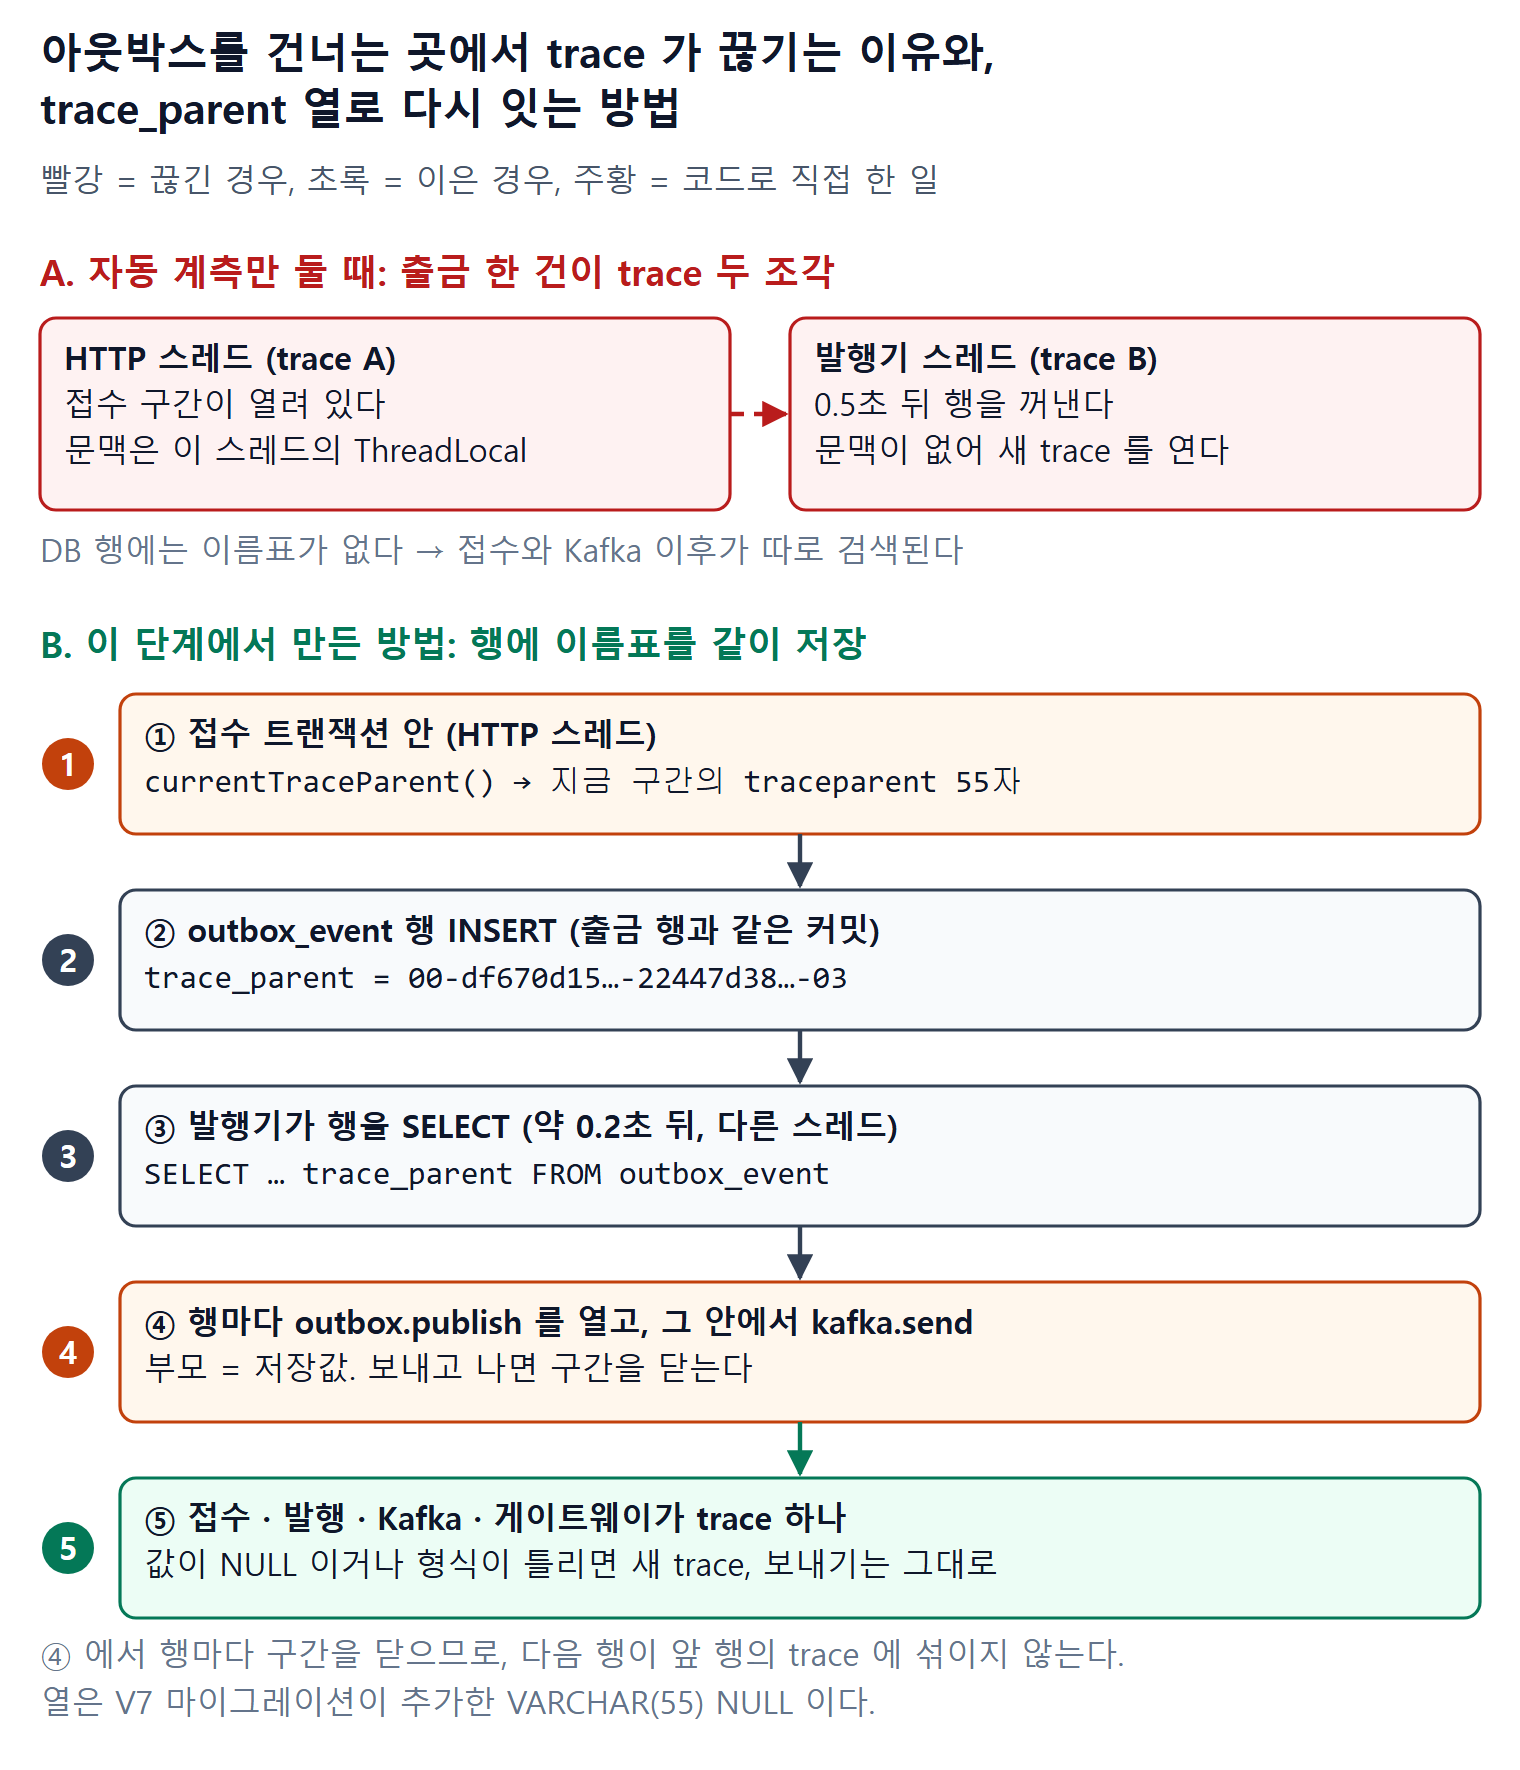 아웃박스를 건너는 곳에서 trace 가 끊기는 이유와,
trace_parent 열로 다시 잇는 방법
빨강 = 끊긴 경우, 초록 = 이은 경우, 주황 = 코드로 직접 한 일
A. 자동 계측만 둘 때: 출금 한 건이 trace 두 조각
HTTP 스레드 (trace A)
접수 구간이 열려 있다
문맥은 이 스레드의 ThreadLocal
발행기 스레드 (trace B)
0.5초 뒤 행을 꺼낸다
문맥이 없어 새 trace 를 연다
DB 행에는 이름표가 없다 → 접수와 Kafka 이후가 따로 검색된다
B. 이 단계에서 만든 방법: 행에 이름표를 같이 저장
1
① 접수 트랜잭션 안 (HTTP 스레드)
currentTraceParent() → 지금 구간의 traceparent 55자
2
② outbox_event 행 INSERT (출금 행과 같은 커밋)
trace_parent = 00-df670d15…-22447d38…-03
3
③ 발행기가 행을 SELECT (약 0.2초 뒤, 다른 스레드)
SELECT … trace_parent FROM outbox_event
4
④ 행마다 outbox.publish 를 열고, 그 안에서 kafka.send
부모 = 저장값. 보내고 나면 구간을 닫는다
5
⑤ 접수 · 발행 · Kafka · 게이트웨이가 trace 하나
값이 NULL 이거나 형식이 틀리면 새 trace, 보내기는 그대로
④ 에서 행마다 구간을 닫으므로, 다음 행이 앞 행의 trace 에 섞이지 않는다.
열은 V7 마이그레이션이 추가한 VARCHAR(55) NULL 이다.